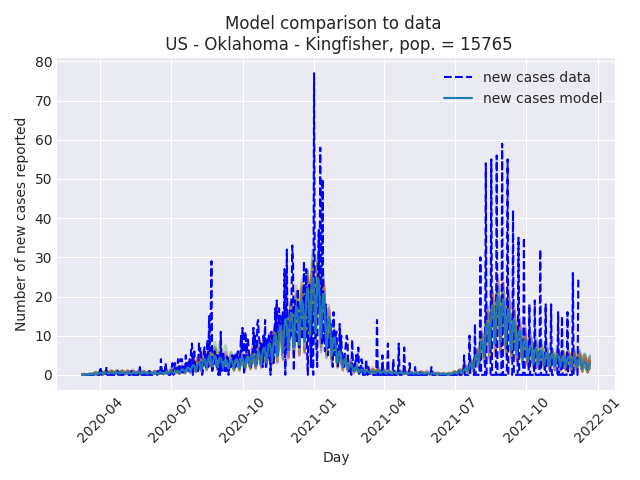 Model comparison to data
US - Oklahoma - Kingfisher, pop. = 15765
new cases data
new cases model
Number of new cases reported
80
70
60
50
40
30
20
10
0
2020-04
2020-07
2020-10
2021-01
2021-04
2021-07
2021-10
2022-01
Day